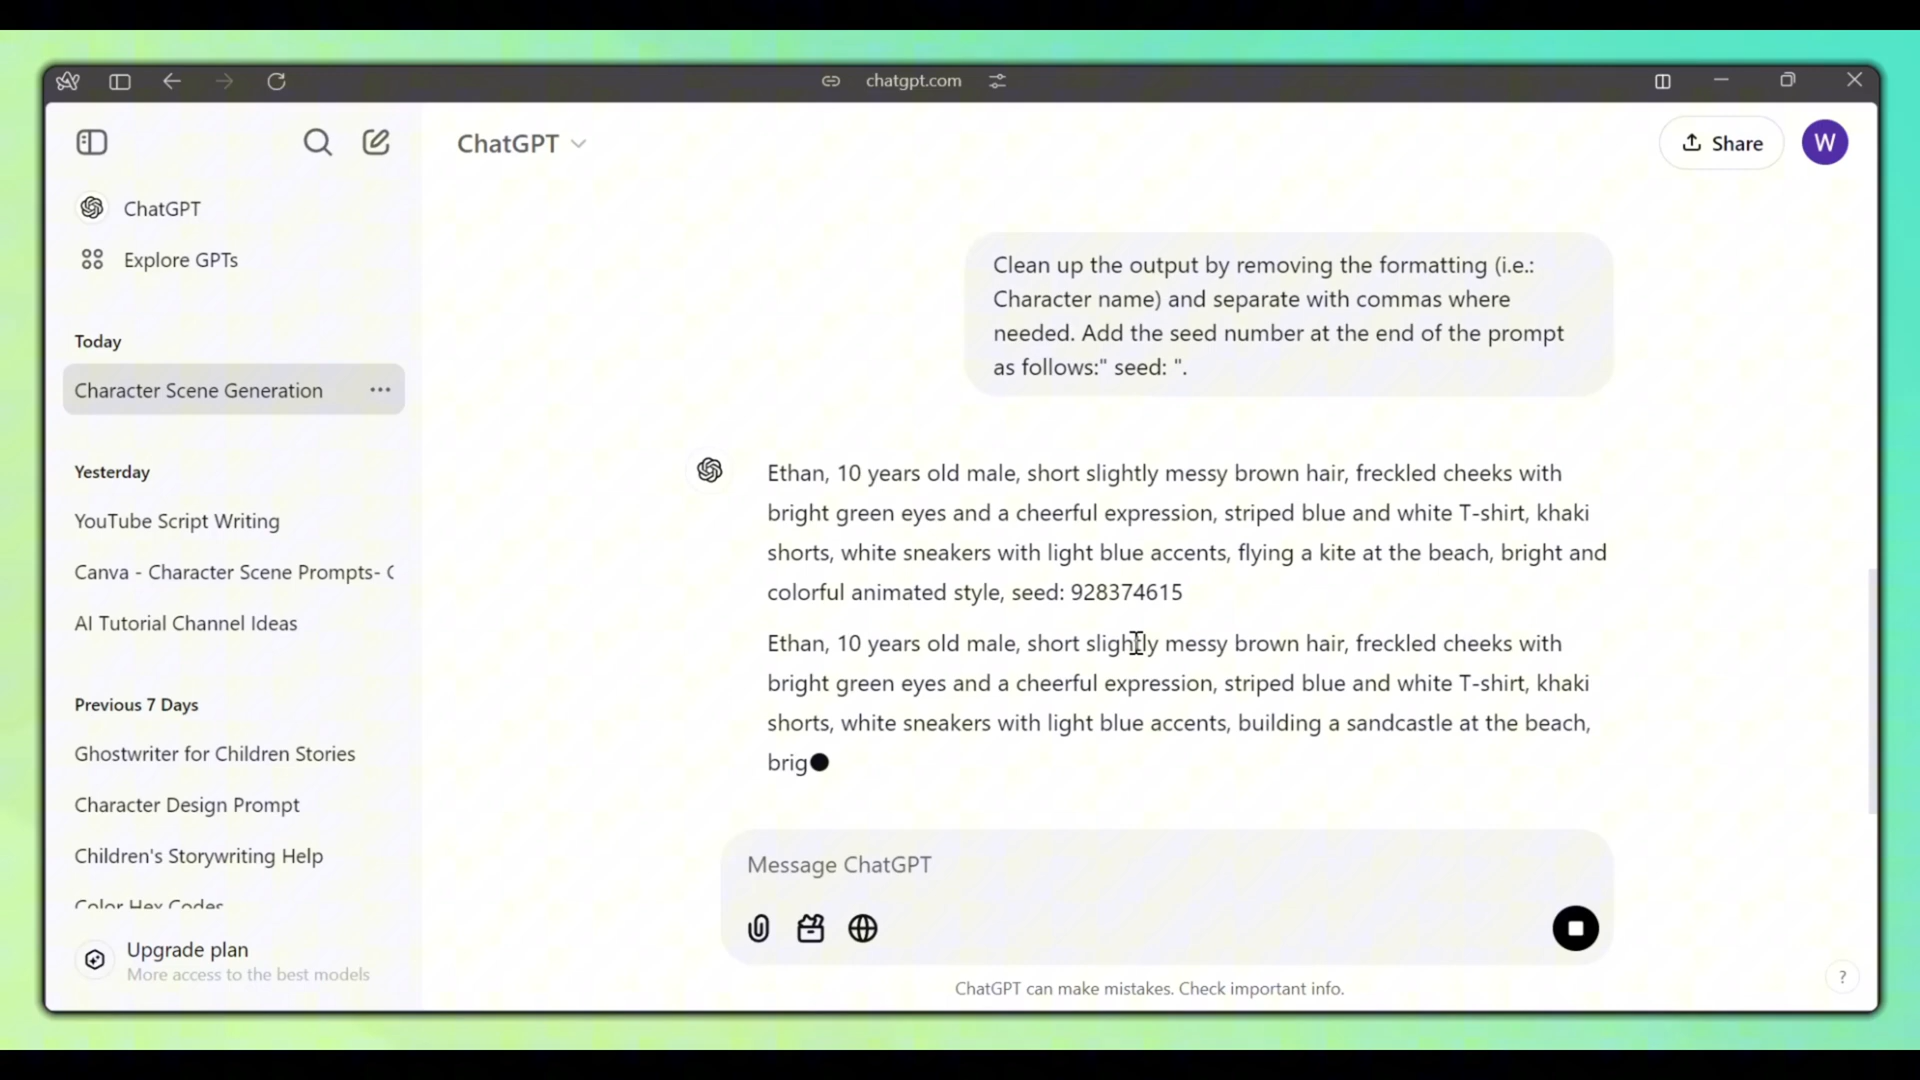 chatgpt.com
ChatGPT
Share
W
ChatGPT
Explore GPTs
Today
Character Scene Generation
Yesterday
YouTube Script Writing
Canva - Character Scene Prompts-
AI Tutorial Channel Ideas
Previous 7 Days
Ghostwriter for Children Stories
Character Design Prompt
Children's Storywriting Help
Color Hex Codes
Upgrade plan
More access to the best models
Clean up the output by removing the formatting (i.e.:
Character name) and separate with commas where
needed. Add the seed number at the end of the prompt
as follows:" seed: ".
Ethan, 10 years old male, short slightly messy brown hair, freckled cheeks with
bright green eyes and a cheerful expression, striped blue and white T-shirt, khaki
shorts, white sneakers with light blue accents, flying a kite at the beach, bright and
colorful animated style, seed: 928374615
Ethan, 10 years old male, short slightly messy brown hair, freckled cheeks with
bright green eyes and a cheerful expression, striped blue and white T-shirt, khaki
shorts, white sneakers with light blue accents, building a sandcastle at the beach,
brig
Message ChatGPT
ChatGPT can make mistakes. Check important info.
?